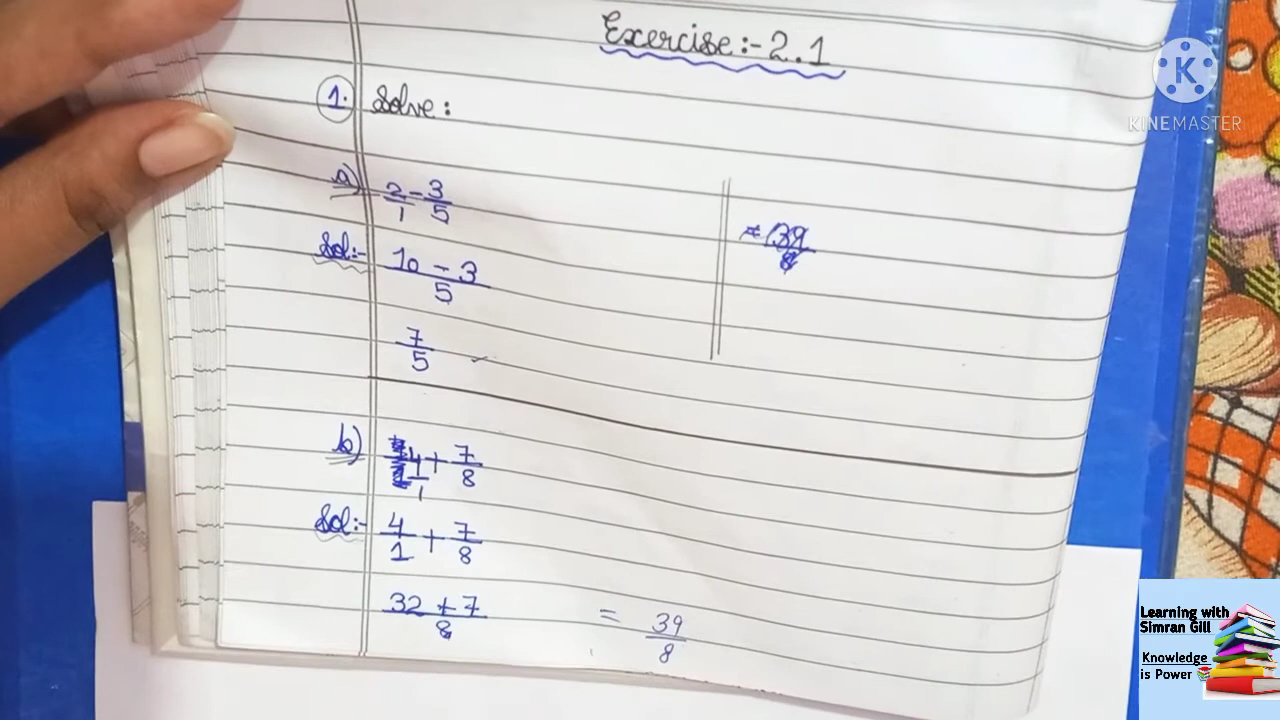 Exercise:-2.1
1. Solve:
a) 2/1 - 3/5
Sol:- 10 - 3/5
7/5
= 39/8
b) 4/1 + 7/8
Sol:- 4/1 + 7/8
32 + 7/8 = 39/8
K
KINEMASTER
Learning with
Simran Gill
Knowledge
is Power